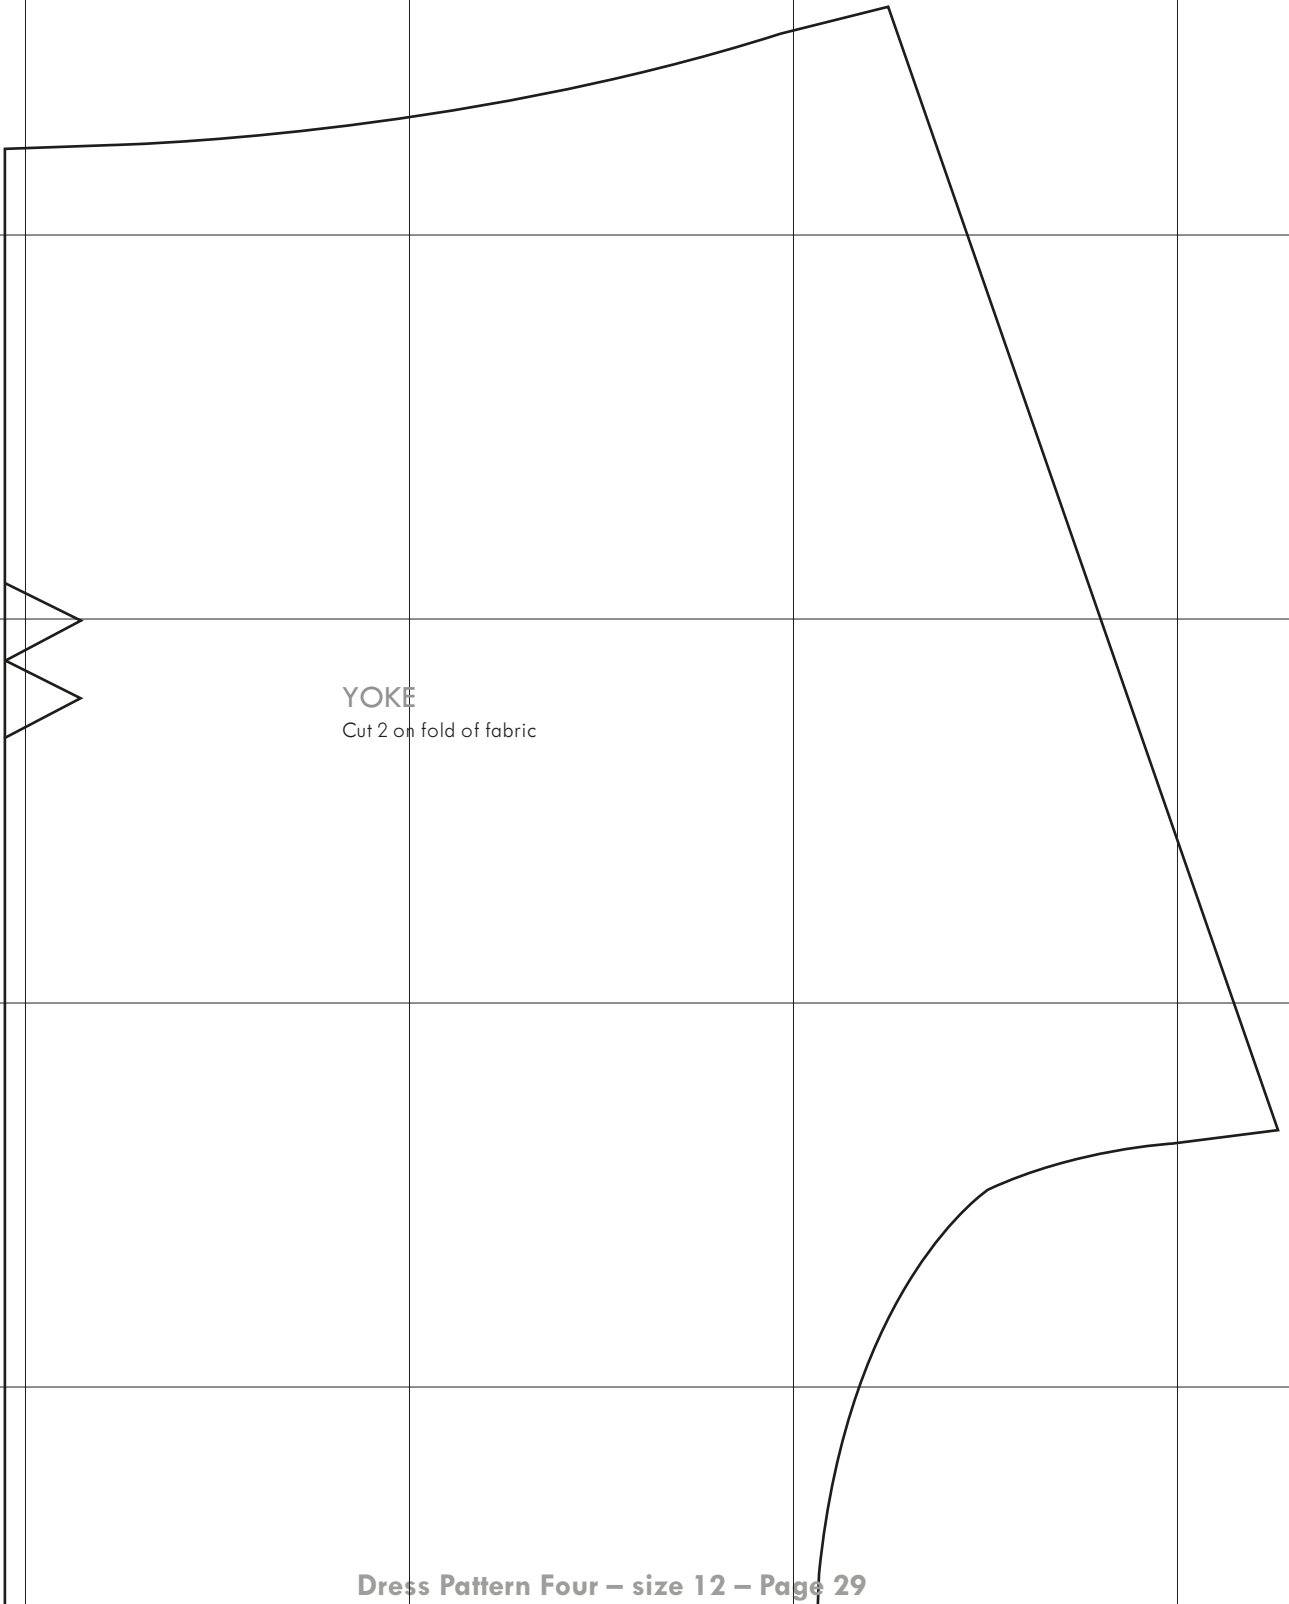 YOKE
Cut 2 on fold of fabric
Dress Pattern Four – size 12 – Page 29